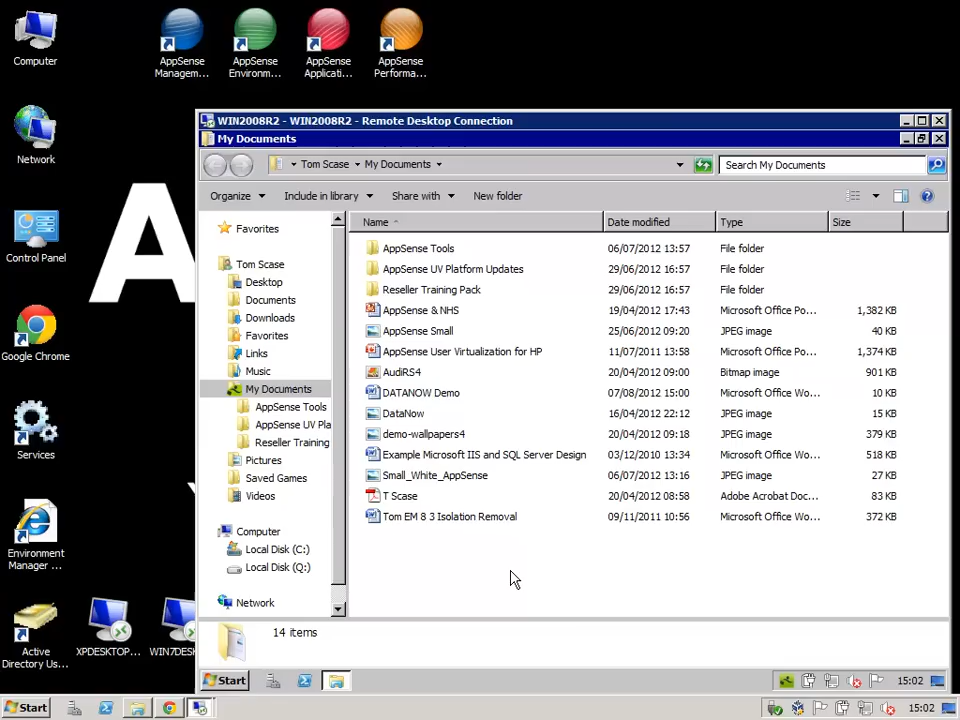 Computer
AppSense
Managem...
AppSense
Environm...
AppSense
Applicati...
AppSense
Performa...
Network
Control Panel
Google Chrome
Services
Environment
Manager ...
Active
Directory Us...
XPDESKTOP...
WIN7DESK
A
WIN2008R2 - WIN2008R2 - Remote Desktop Connection
My Documents
Tom Scase My Documents
Search My Documents
Organize Include in library Share with New folder
Favorites
Tom Scase
Desktop
Documents
Downloads
Favorites
Links
Music
My Documents
AppSense Tools
AppSense UV Pla
Reseller Training
Pictures
Saved Games
Videos
Computer
Local Disk (C:)
Local Disk (Q:)
Network
Name Date modified Type Size
AppSense Tools 06/07/2012 13:57 File folder
AppSense UV Platform Updates 29/06/2012 16:57 File folder
Reseller Training Pack 29/06/2012 16:57 File folder
AppSense & NHS 19/04/2012 17:43 Microsoft Office Po... 1,382 KB
AppSense Small 25/06/2012 09:20 JPEG image 40 KB
AppSense User Virtualization for HP 11/07/2011 13:58 Microsoft Office Po... 1,374 KB
AudiRS4 20/04/2012 09:00 Bitmap image 901 KB
DATANOW Demo 07/08/2012 15:00 Microsoft Office Wo... 10 KB
DataNow 16/04/2012 22:12 JPEG image 15 KB
demo-wallpapers4 20/04/2012 09:18 JPEG image 379 KB
Example Microsoft IIS and SQL Server Design 03/12/2010 13:34 Microsoft Office Wo... 518 KB
Small_White_AppSense 06/07/2012 13:16 JPEG image 27 KB
T Scase 20/04/2012 08:58 Adobe Acrobat Doc... 83 KB
Tom EM 8 3 Isolation Removal 09/11/2011 10:56 Microsoft Office Wo... 372 KB
14 items
Start 15:02
Start 15:02